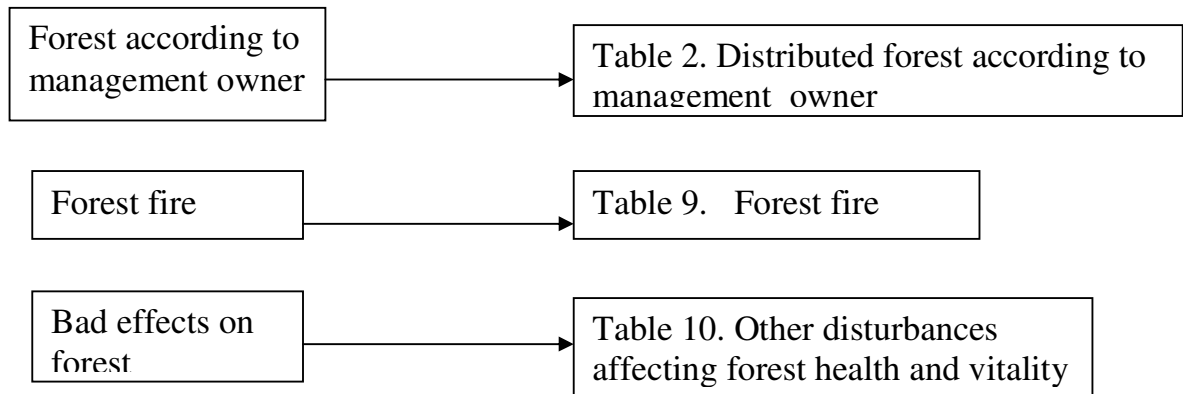 Forest according to
management owner
Table 2. Distributed forest according to
management owner
Forest fire
Table 9. Forest fire
Bad effects on
forest
Table 10. Other disturbances
affecting forest health and vitality